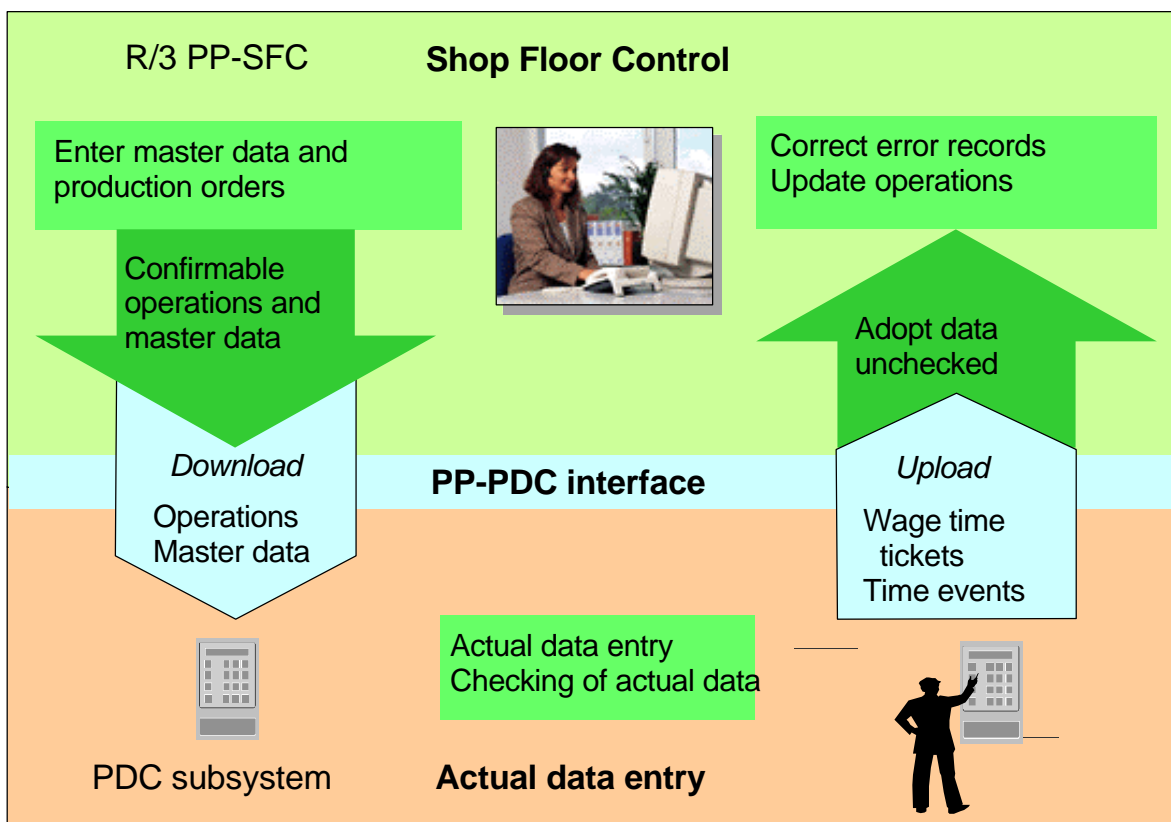 R/3 PP-SFC
Shop Floor Control
Enter master data and
production orders
Correct error records
Update operations
Confirmable
operations and
master data
Adopt data
unchecked
Download
PP-PDC interface
Upload
Operations
Master data
Wage time
tickets
Time events
Actual data entry
Checking of actual data
PDC subsystem
Actual data entry